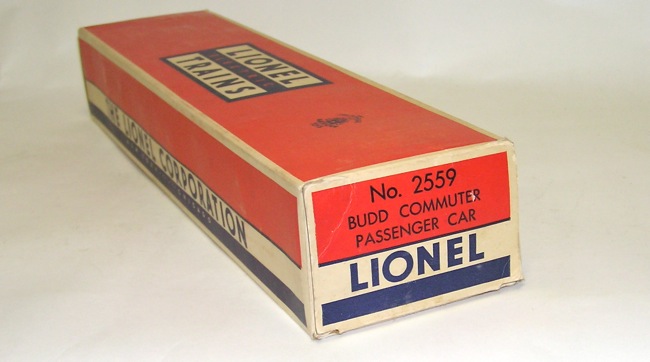 LIONEL
TRAINS
THE LIONEL CORPORATION
No. 2559
BUDD COMMUTER
PASSENGER CAR
LIONEL